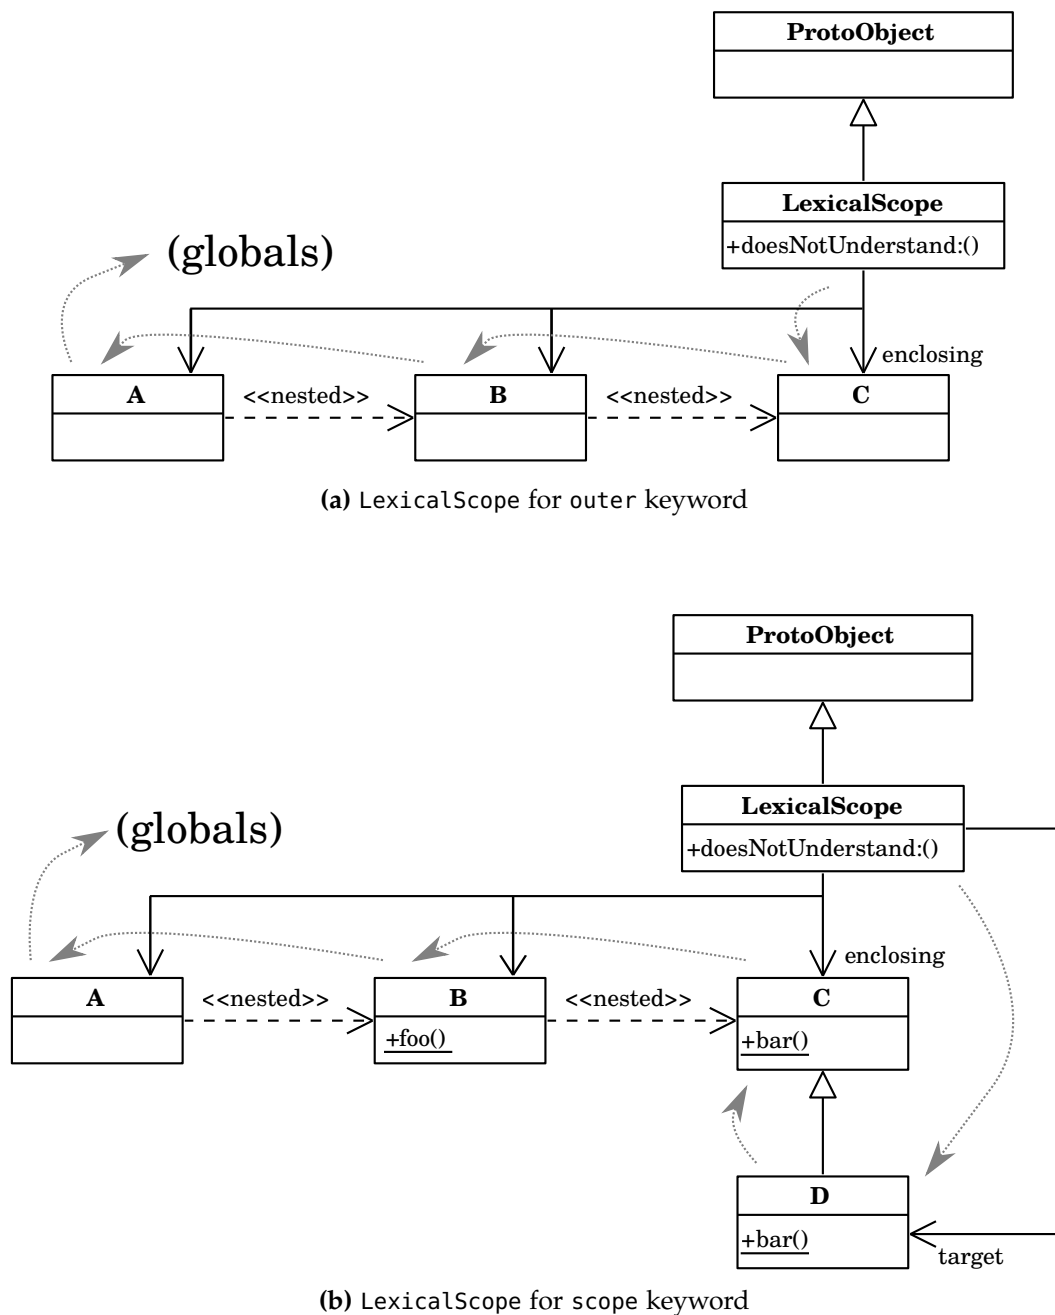 ProtoObject
LexicalScope
+doesNotUnderstand:()
(globals)
enclosing
A
<<nested>>
B
<<nested>>
C
(a) LexicalScope for outer keyword
ProtoObject
LexicalScope
+doesNotUnderstand:()
(globals)
enclosing
A
<<nested>>
B
<<nested>>
C
+foo()
+bar()
D
+bar()
target
(b) LexicalScope for scope keyword